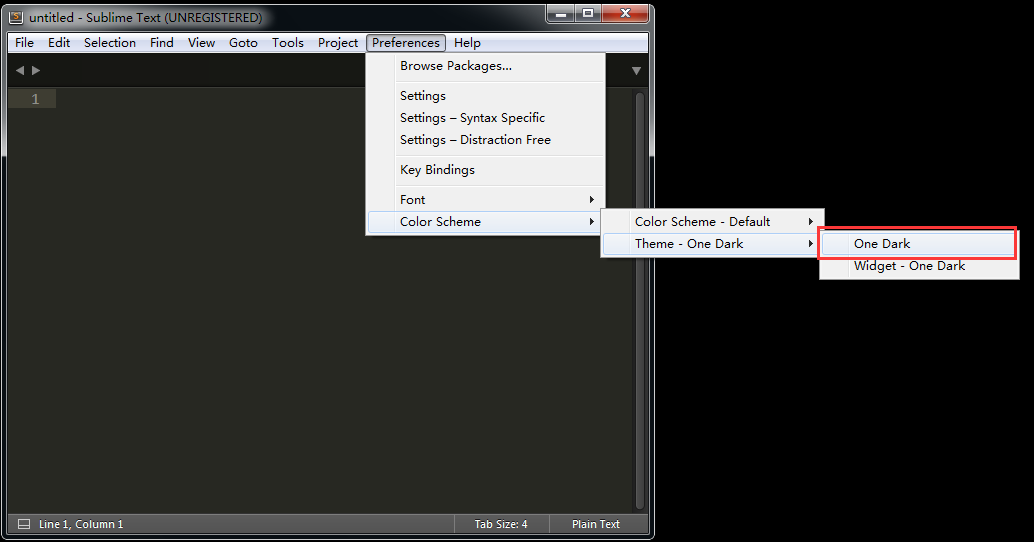 untitled - Sublime Text (UNREGISTERED)
File Edit Selection Find View Goto Tools Project Preferences Help
Browse Packages...
1
Settings
Settings – Syntax Specific
Settings – Distraction Free
Key Bindings
Font
Color Scheme
Color Scheme - Default
Theme - One Dark
One Dark
Widget - One Dark
Line 1, Column 1
Tab Size: 4
Plain Text